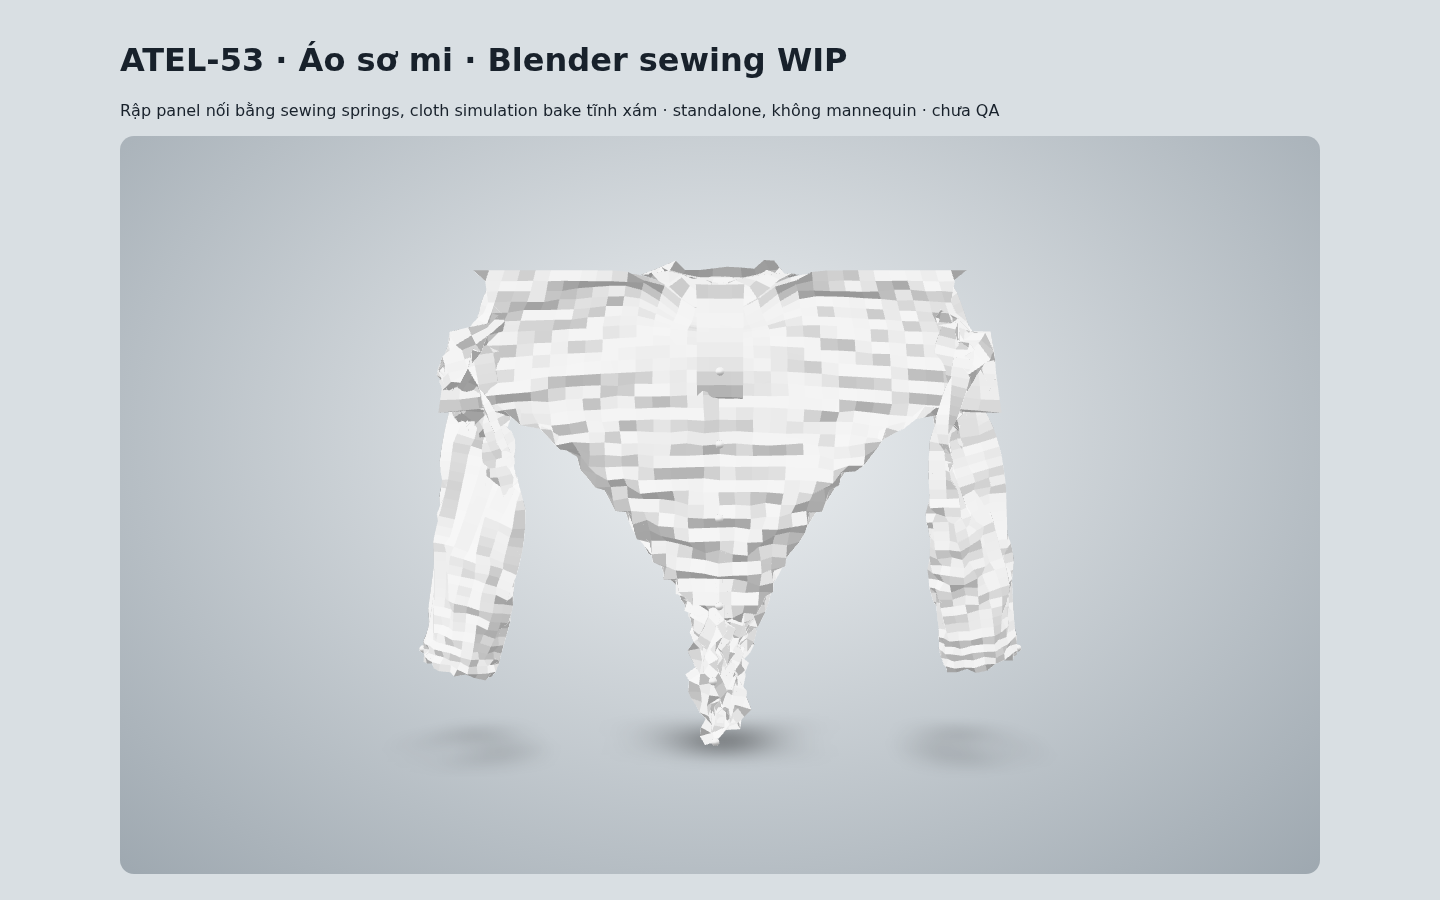 ATEL-53 · Áo sơ mi · Blender sewing WIP
Rập panel nối bằng sewing springs, cloth simulation bake tĩnh xám · standalone, không mannequin · chưa QA